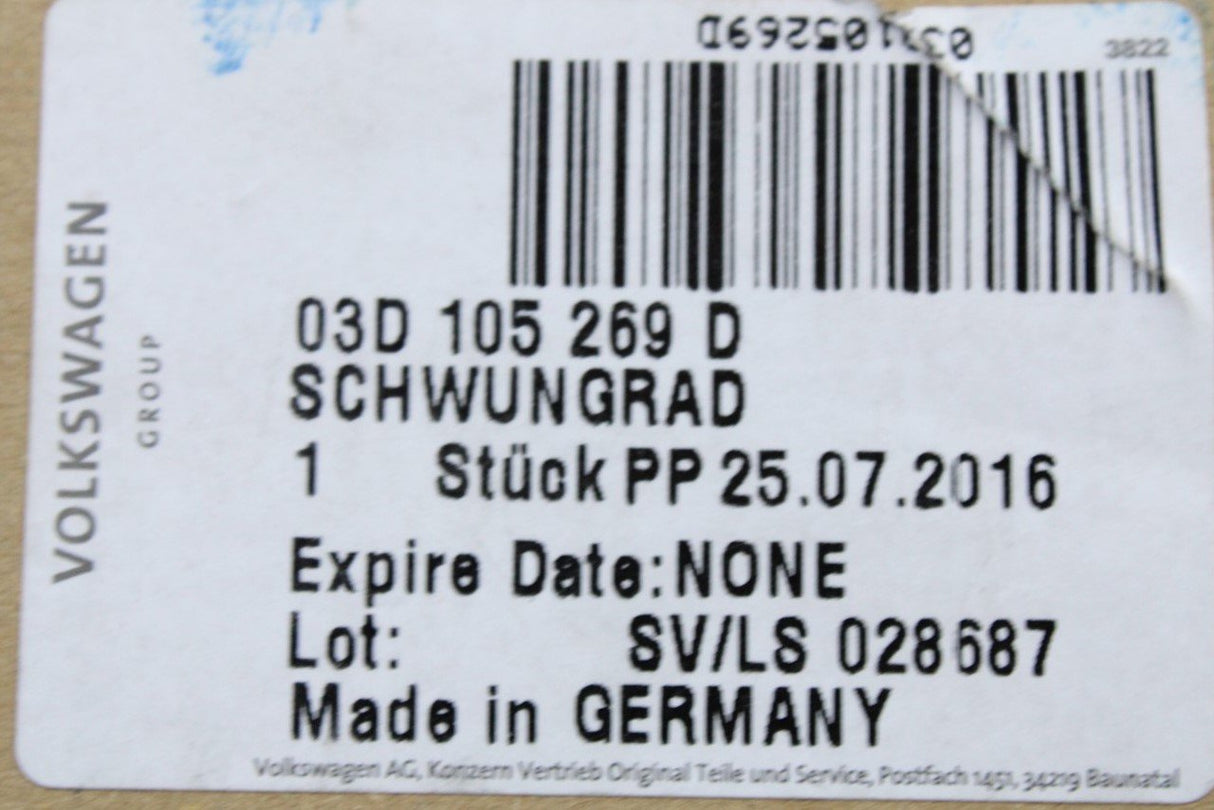 3822
03D 105 269 D
SCHWUNGRAD
1 Stück PP 25.07.2016
Expire Date:NONE
Lot: SV/LS 028687
Made in GERMANY
Volkswagen AG, Konzern Vertrieb Original Teile und Service, Postfach 1451, 34219 Baunatal
VOLKSWAGEN
GROUP